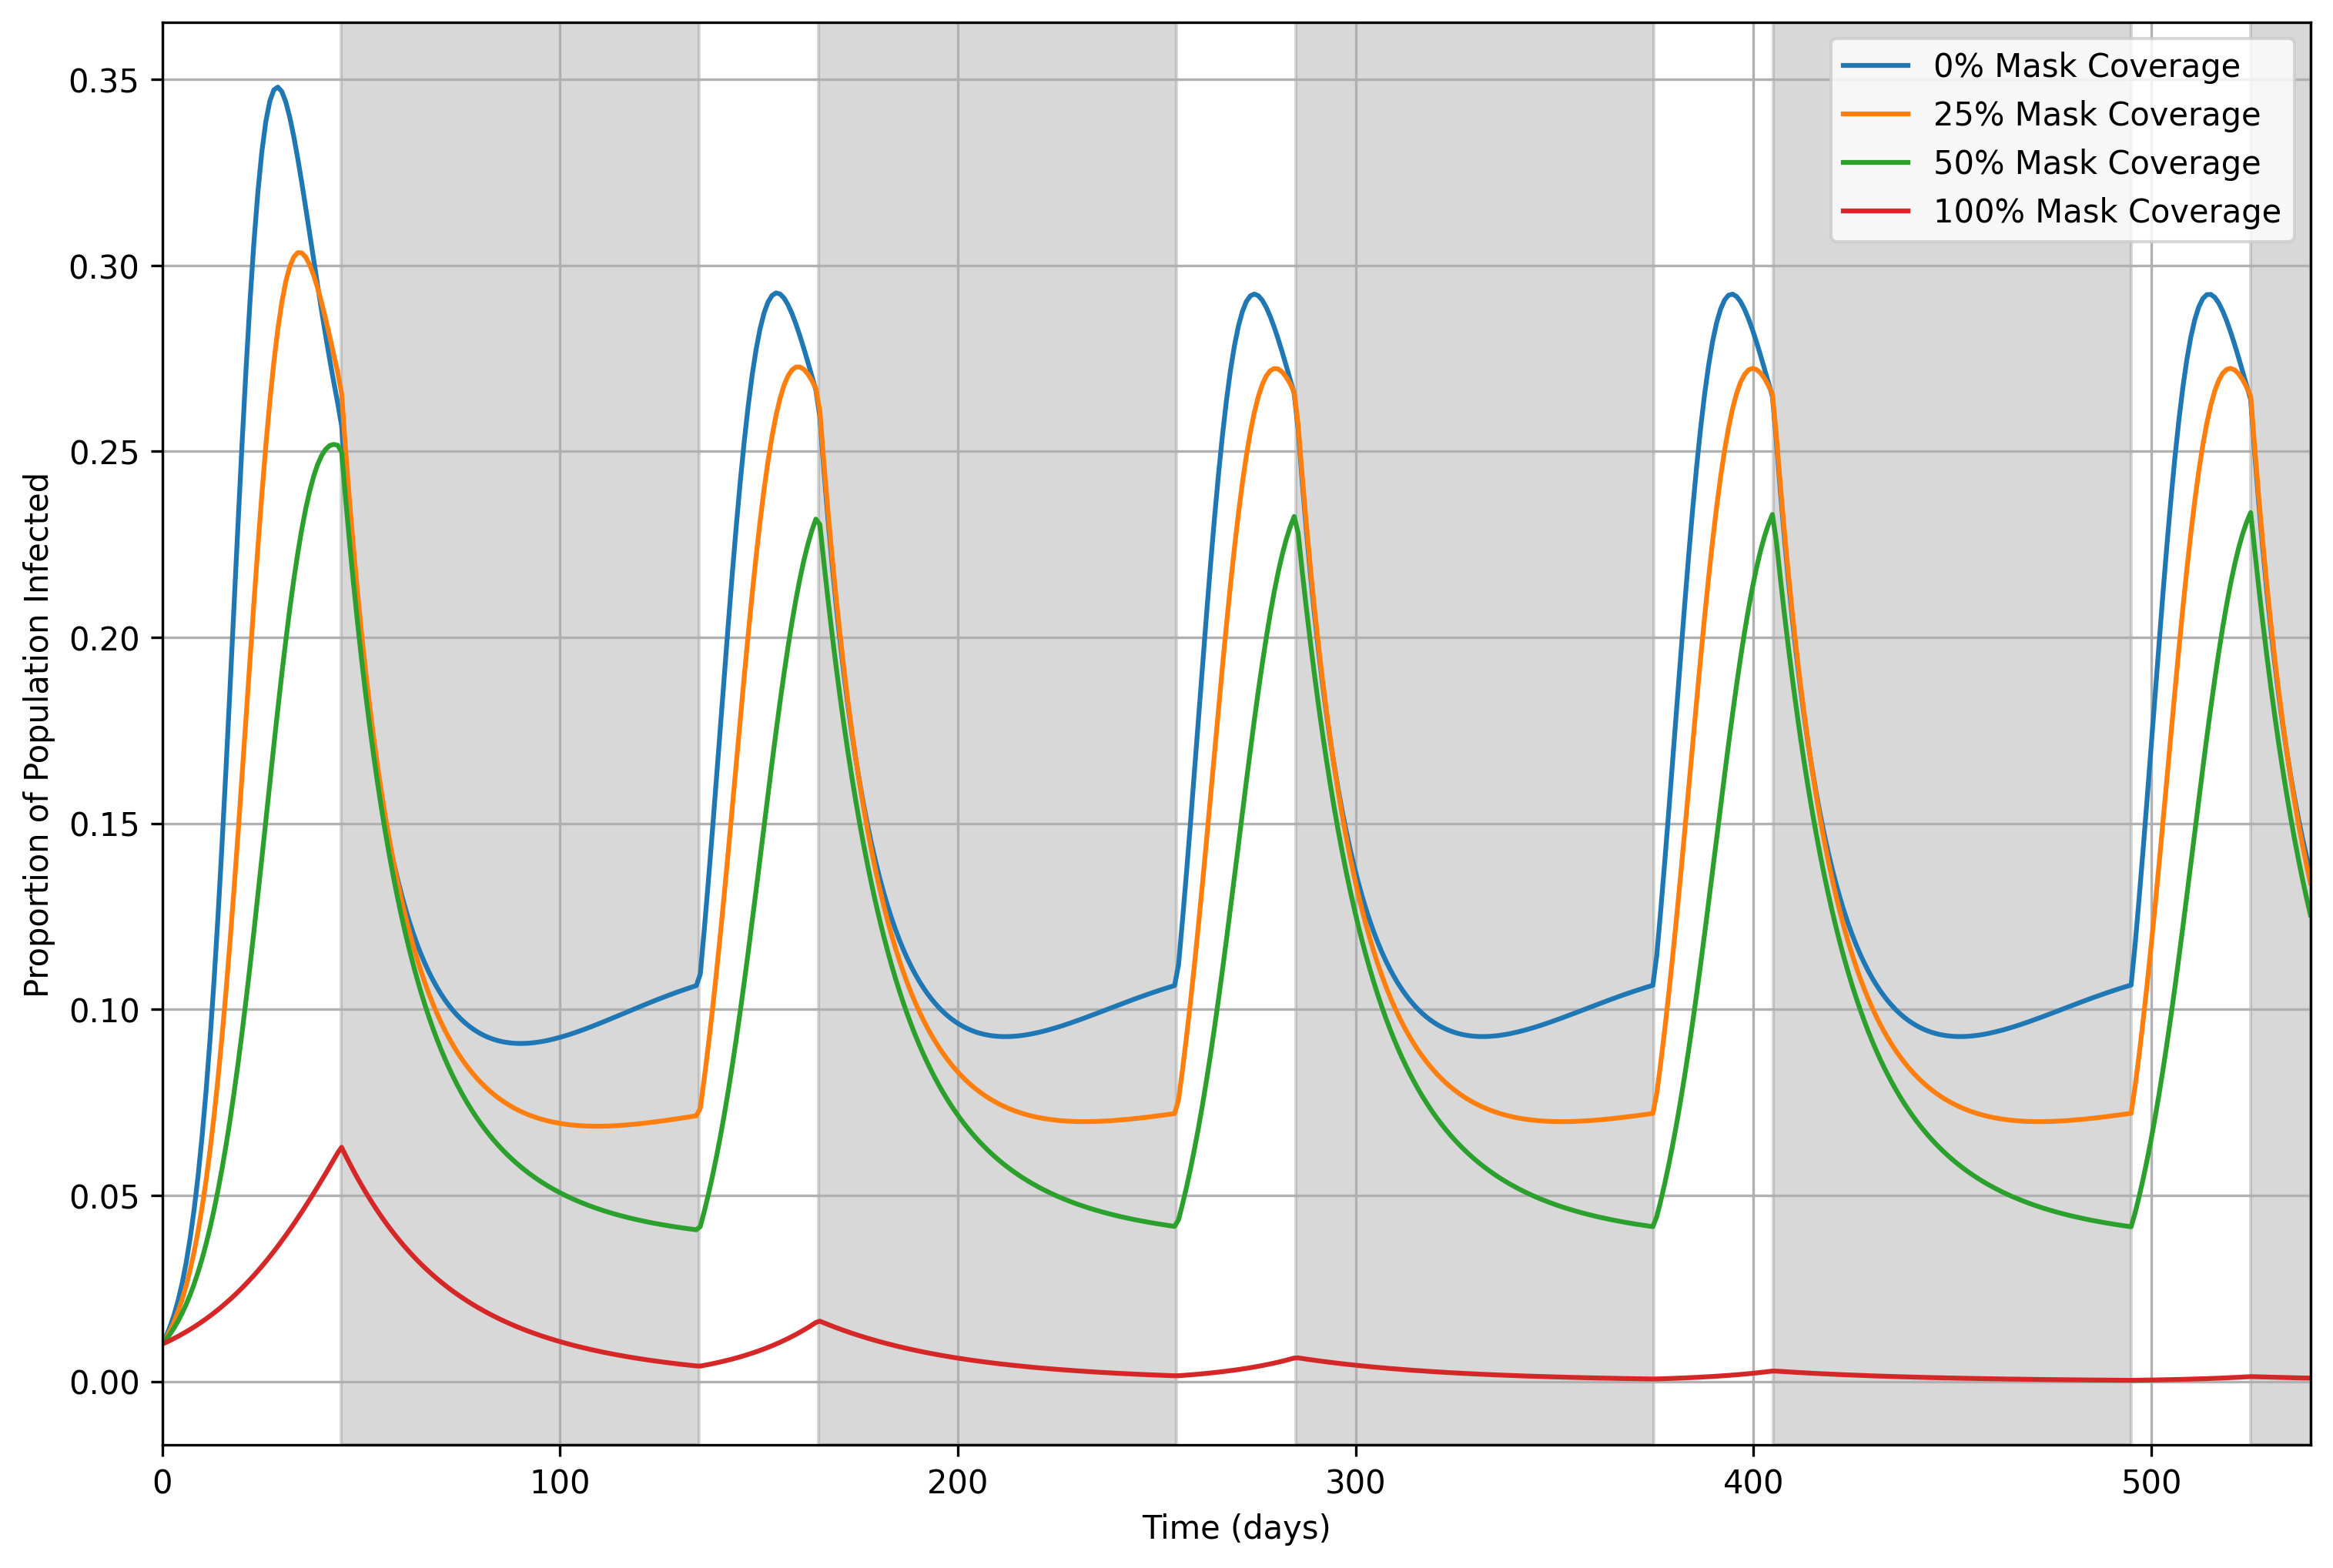 0% Mask Coverage
25% Mask Coverage
50% Mask Coverage
100% Mask Coverage
Proportion of Population Infected
0.35
0.30
0.25
0.20
0.15
0.10
0.05
0.00
0 100 200 300 400 500
Time (days)